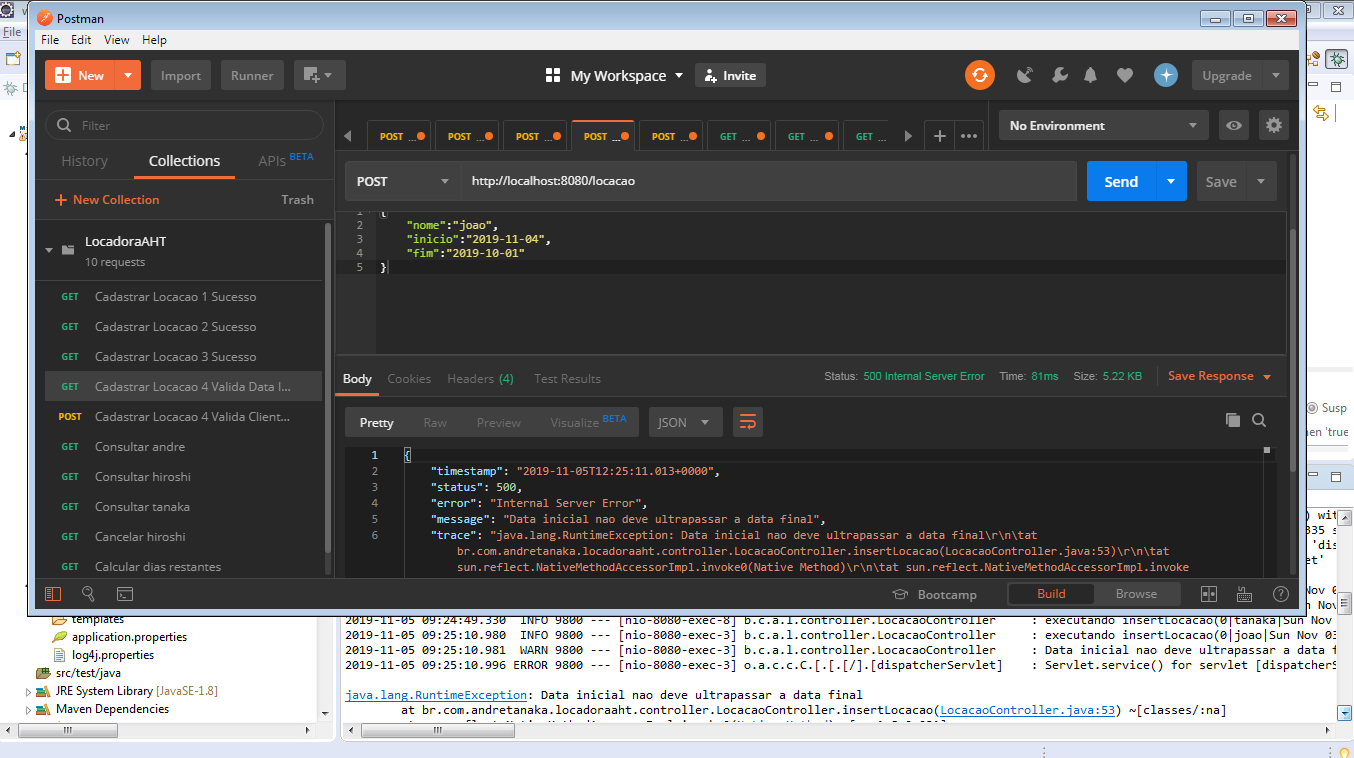 Postman
File Edit View Help
New Import Runner My Workspace Invite Upgrade
Filter
History Collections APIs BETA
New Collection Trash
LocadoraAHT
10 requests
GET Cadastrar Locacao 1 Sucesso
GET Cadastrar Locacao 2 Sucesso
GET Cadastrar Locacao 3 Sucesso
GET Cadastrar Locacao 4 Valida Data I...
POST Cadastrar Locacao 4 Valida Client...
GET Consultar andre
GET Consultar hiroshi
GET Consultar tanaka
GET Cancelar hiroshi
GET Calcular dias restantes
POST ... POST ... POST ... POST ... POST ... GET ... GET ... GET ... + ••• No Environment
POST http://localhost:8080/locacao Send Save
1 {
2 "nome":"joao",
3 "inicio":"2019-11-04",
4 "fim":"2019-10-01"
5 }
Body Cookies Headers (4) Test Results Status: 500 Internal Server Error Time: 81ms Size: 5.22 KB Save Response
Pretty Raw Preview Visualize BETA JSON
1 {
2 "timestamp": "2019-11-05T12:25:11.013+0000",
3 "status": 500,
4 "error": "Internal Server Error",
5 "message": "Data inicial nao deve ultrapassar a data final",
6 "trace": "java.lang.RuntimeException: Data inicial nao deve ultrapassar a data final\r\n\tat
br.com.andretanaka.locadoraaht.controller.LocacaoController.insertLocacao(LocacaoController.java:53)\r\n\tat
sun.reflect.NativeMethodAccessorImpl.invoke0(Native Method)\r\n\tat sun.reflect.NativeMethodAccessorImpl.invoke
Bootcamp Build Browse
File
Susp
templates
application.properties
log4j.properties
src/test/java
JRE System Library [JavaSE-1.8]
Maven Dependencies
2019-11-05 09:24:49.330 INFO 9800 --- [nio-8080-exec-8] b.c.a.l.controller.LocacaoController : executando insertLocacao(0|tanaka|Sun Nov
2019-11-05 09:25:10.980 INFO 9800 --- [nio-8080-exec-3] b.c.a.l.controller.LocacaoController : executando insertLocacao(0|joao|Sun Nov 03
2019-11-05 09:25:10.981 WARN 9800 --- [nio-8080-exec-3] b.c.a.l.controller.LocacaoController : Data inicial nao deve ultrapassar a data f
2019-11-05 09:25:10.996 ERROR 9800 --- [nio-8080-exec-3] o.a.c.c.C.[.[.[/].[dispatcherServlet] : Servlet.service() for servlet [dispatcherS
java.lang.RuntimeException: Data inicial nao deve ultrapassar a data final
at br.com.andretanaka.locadoraaht.controller.LocacaoController.insertLocacao(LocacaoController.java:53) ~[classes/:na]